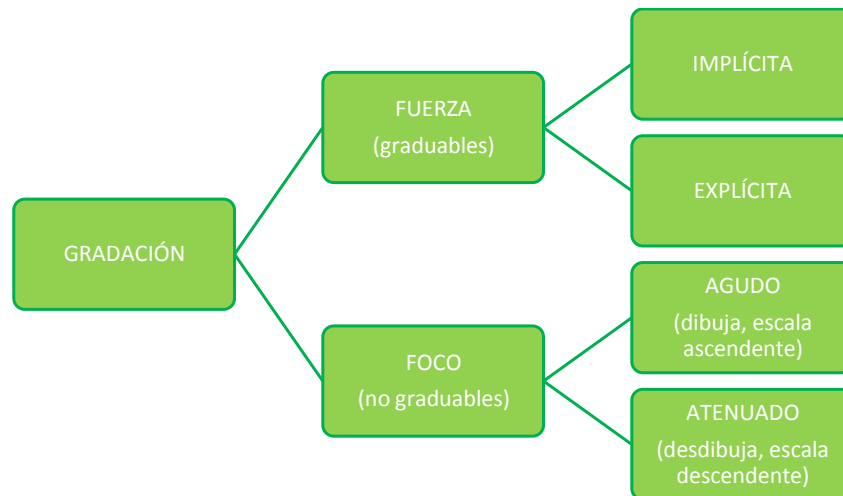 GRADACIÓN
FUERZA
(graduables)
IMPLÍCITA
EXPLÍCITA
FOCO
(no graduables)
AGUDO
(dibuja, escala
ascendente)
ATENUADO
(desdibuja, escala
descendente)